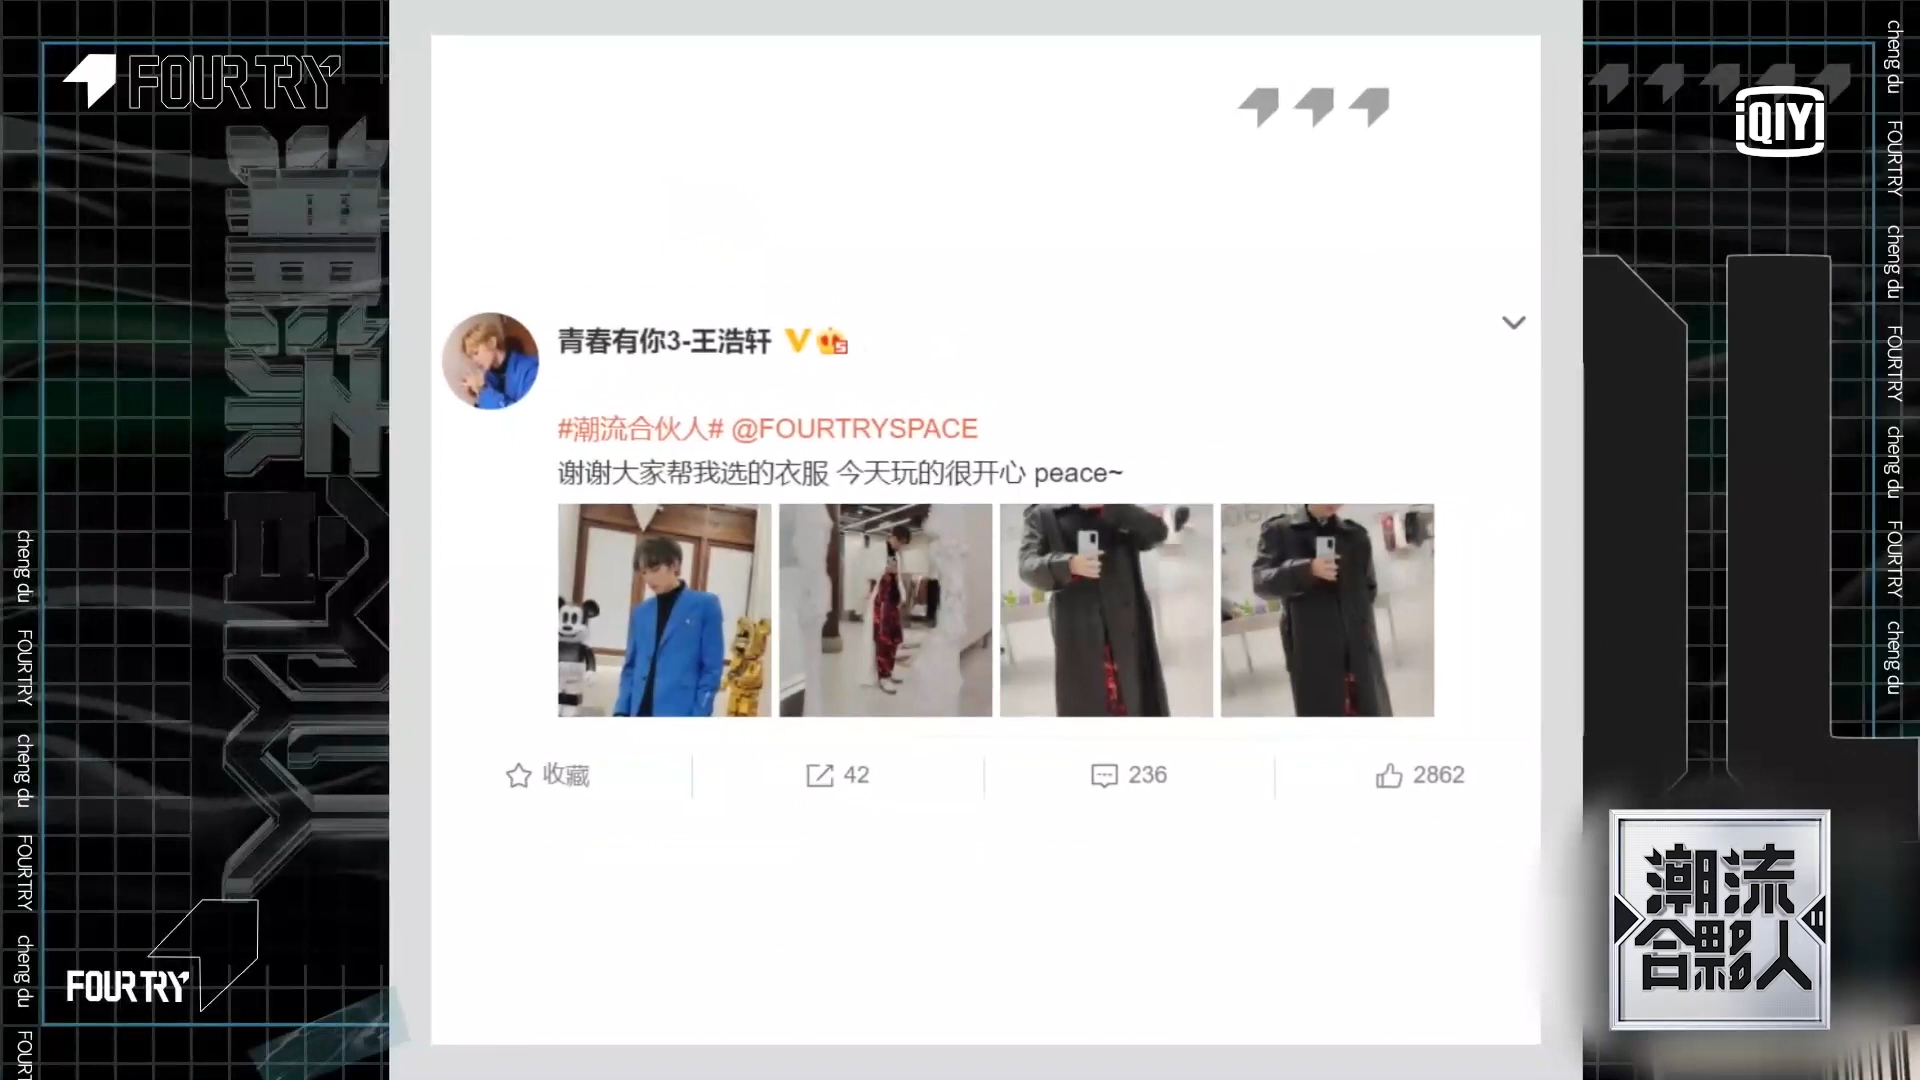 FOURTRY
iQIYI
青春有你3-王浩轩
#潮流合伙人# @FOURTRYSPACE
谢谢大家帮我选的衣服 今天玩的很开心 peace~
收藏
42
236
2862
潮流
合夥人
II
FOURTRY
cheng du FOURTRY cheng du FOURTRY cheng du FOURT
cheng du FOURTRY cheng du FOURTRY cheng du FOURTRY cheng du